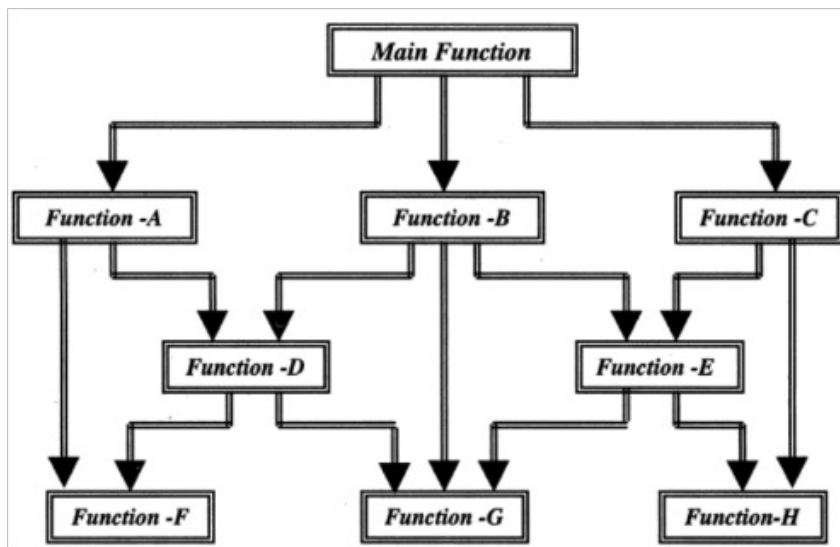 Main Function
Function -A
Function -B
Function -C
Function -D
Function -E
Function -F
Function -G
Function-H